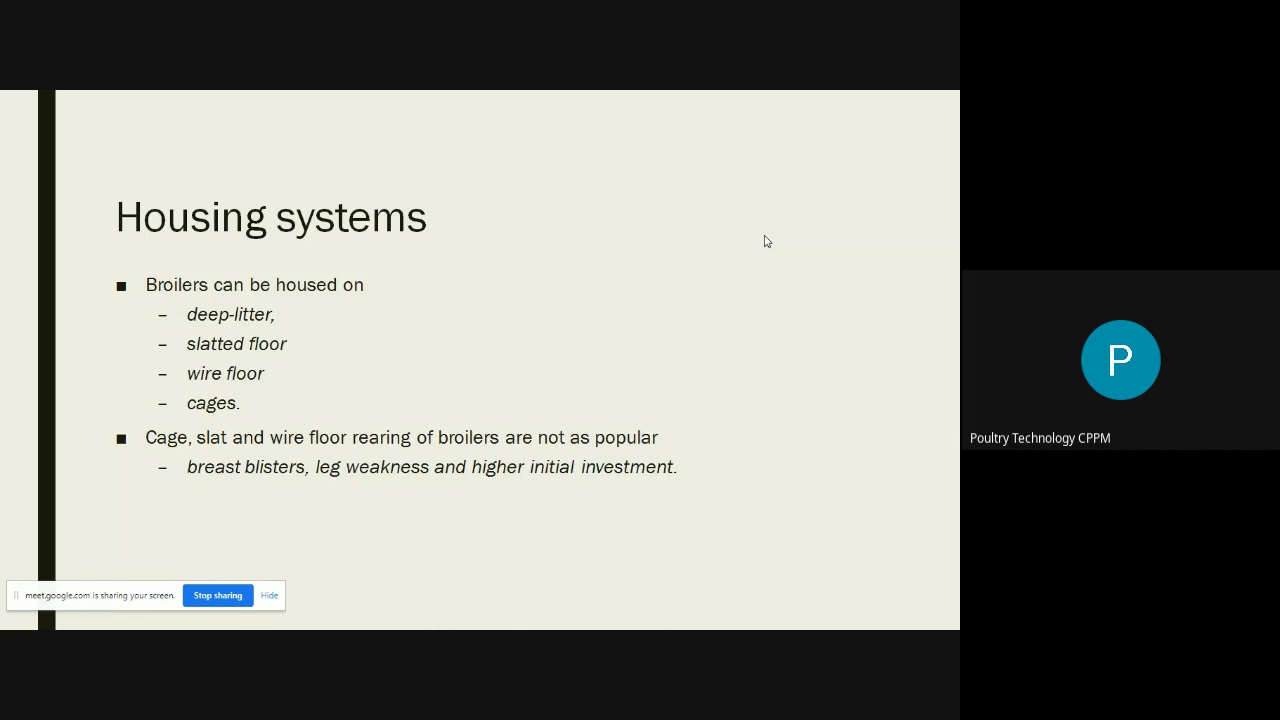 Housing systems
■ Broilers can be housed on
– deep-litter,
– slatted floor
– wire floor
– cages.
■ Cage, slat and wire floor rearing of broilers are not as popular
– breast blisters, leg weakness and higher initial investment.
meet.google.com is sharing your screen. Stop sharing Hide
P
Poultry Technology CPPM